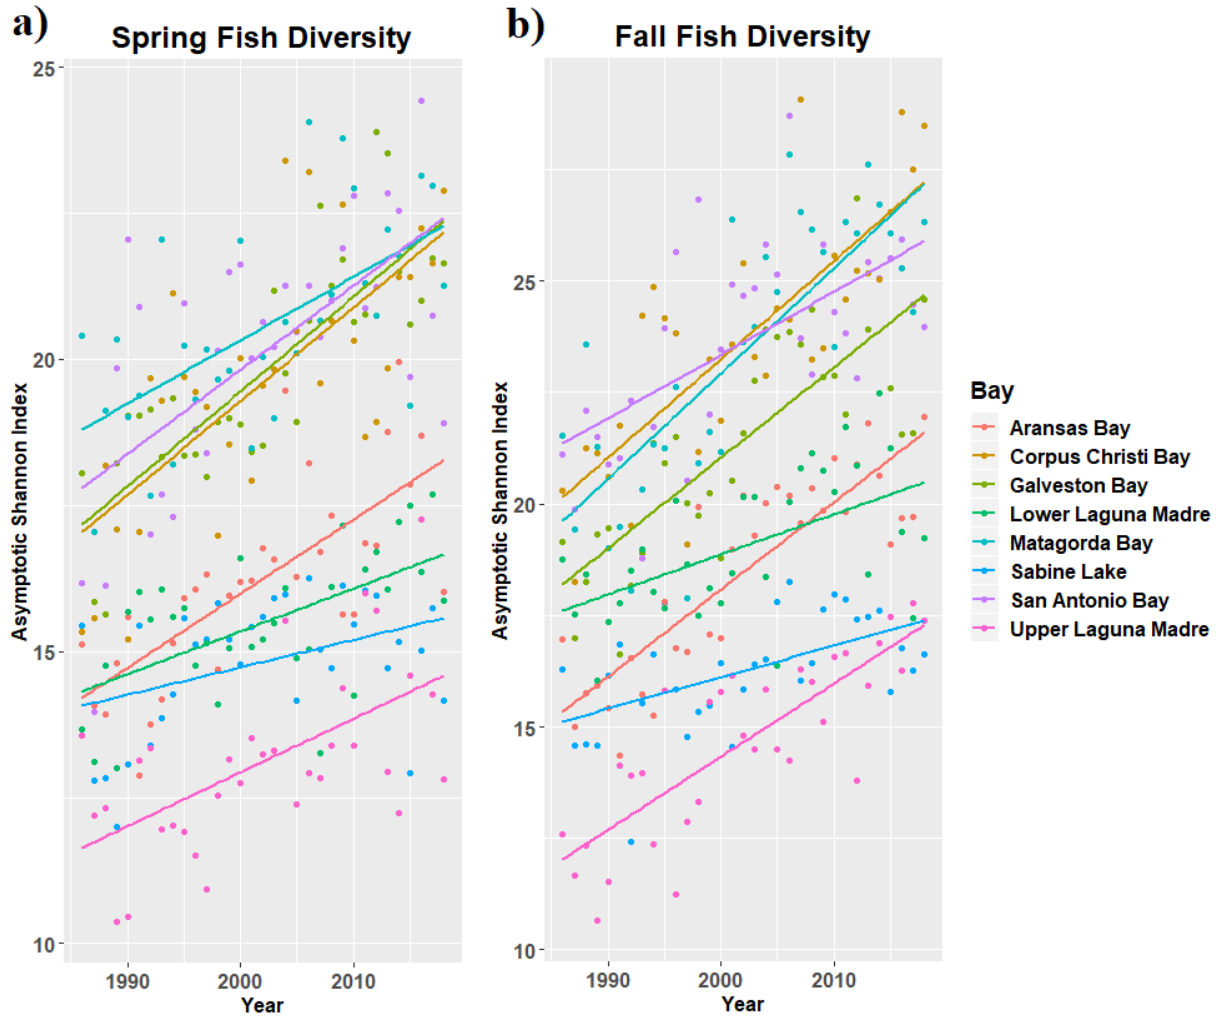 a)
Spring Fish Diversity
Asymptotic Shannon Index
25
20
15
10
1990
2000
2010
Year
b)
Fall Fish Diversity
Asymptotic Shannon Index
25
20
15
10
1990
2000
2010
Year
Bay
Aransas Bay
Corpus Christi Bay
Galveston Bay
Lower Laguna Madre
Matagorda Bay
Sabine Lake
San Antonio Bay
Upper Laguna Madre